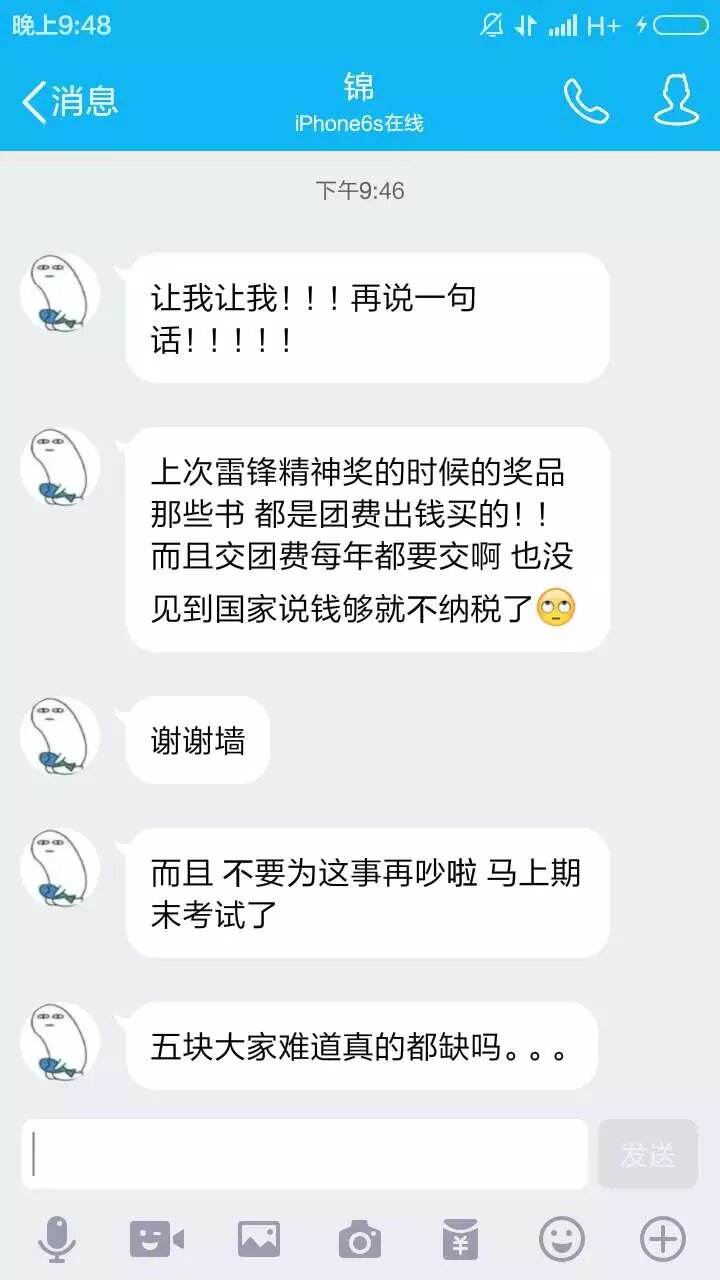 晚上9:48
H+
消息
锦
iPhone6s在线
下午9:46
让我让我！！！再说一句
话！！！！！
上次雷锋精神奖的时候的奖品
那些书 都是团费出钱买的！！
而且交团费每年都要交啊 也没
见到国家说钱够就不纳税了🙄
谢谢墙
而且 不要为这事再吵啦 马上期
末考试了
五块大家难道真的都缺吗。。。
发送
¥